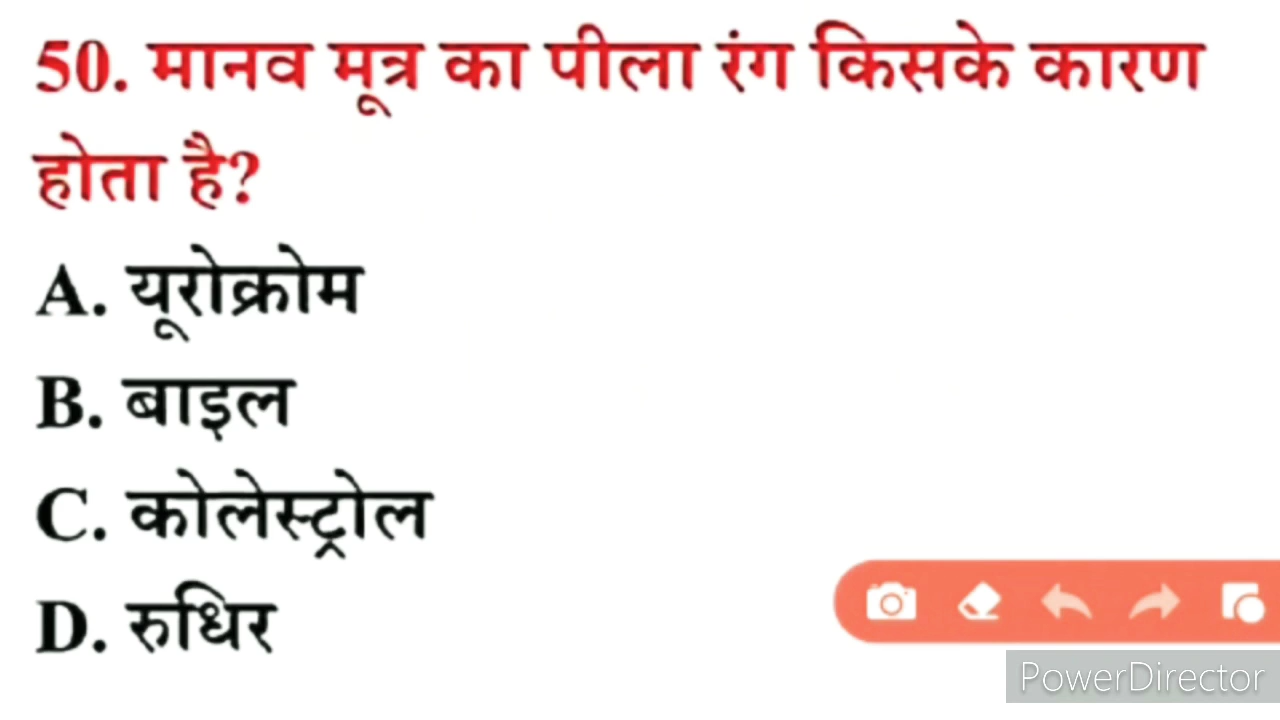 50. मानव मूत्र का पीला रंग किसके कारण
होता है?
A. यूरोक्रोम
B. बाइल
C. कोलेस्ट्रोल
D. रुधिर
PowerDirector